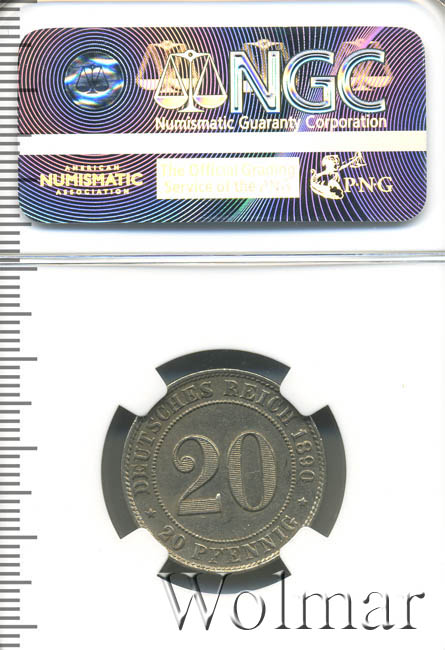 NGC
Numismatic Guaranty Corporation
AMERICAN
NUMISMATIC
ASSOCIATION
The Official Grading
Service of the ANA
PNG
DEUTSCHES REICH 1890
20
* 20 PFENNIG *
Wolmar